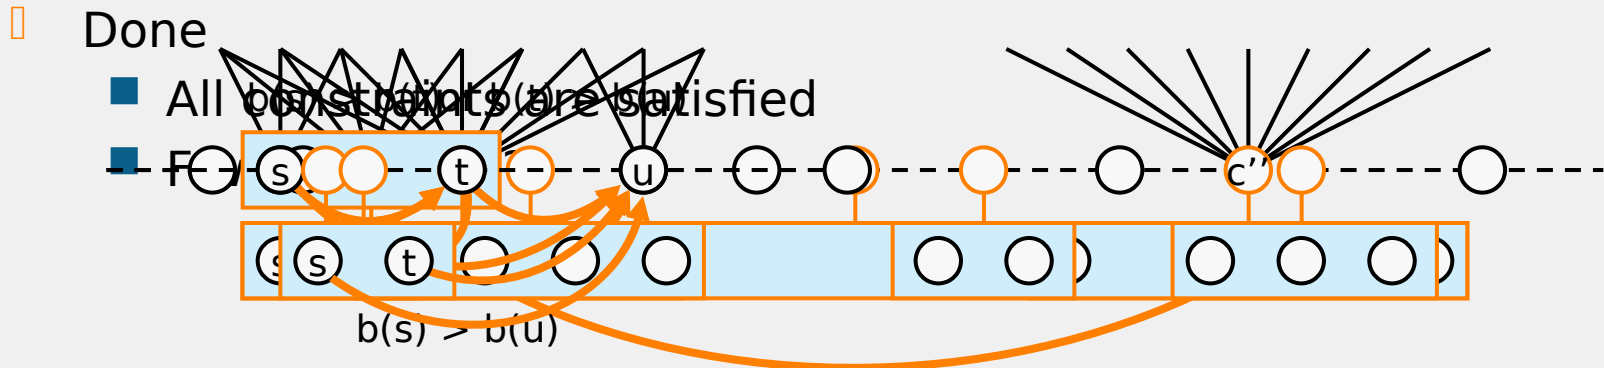 Done
All constraints are satisfied
s
t
u
c’’
s
s
t
b(s) > b(u)